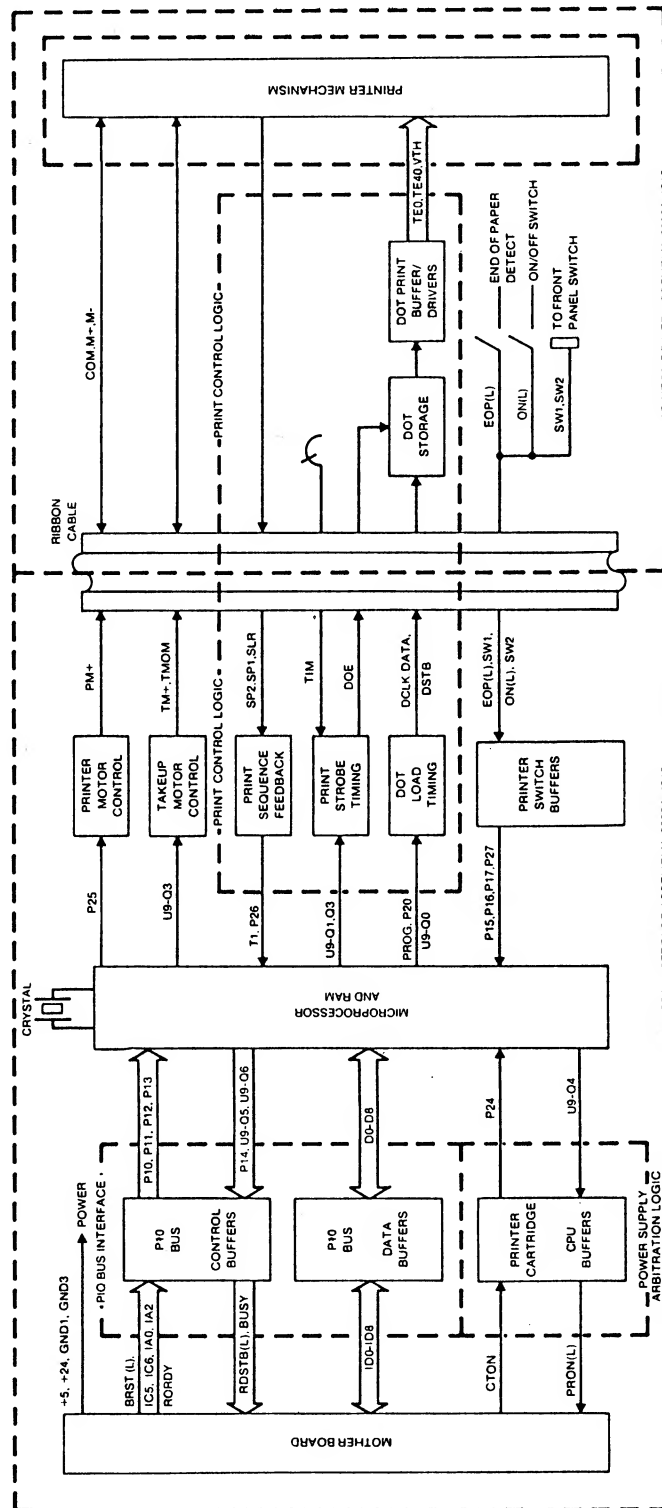 MOTHER BOARD
+5, +24, GND1, GND3
POWER
BRST (L).
IC5, IC6, IA0, IA2
RORDY
RDSTB(L), BUSY
ID0-ID8
CTON
PRON(L)
PIO BUS INTERFACE
P10
BUS
CONTROL
BUFFERS
P10
BUS
DATA
BUFFERS
PRINTER
CARTRIDGE
CPU
BUFFERS
POWER SUPPLY
ARBITRATION LOGIC
P10, P11, P12, P13
P14, U9-Q5, U9-Q6
D0-D8
P24
U9-Q4
CRYSTAL
MICROPROCESSOR
AND RAM
P25
U9-Q3
T1, P26
U9-Q1,Q3
PROG, P20
U9-Q0
P15,P16,P17,P27
PRINTER
MOTOR
CONTROL
TAKEUP
MOTOR
CONTROL
PRINT CONTROL LOGIC
PRINT
SEQUENCE
FEEDBACK
PRINT
STROBE
TIMING
DOT
LOAD
TIMING
PRINTER
SWITCH
BUFFERS
PM+
TM+,TMOM
SP2,SP1,SLR
TIM
DOE
DCLK DATA,
DSTB
EOP(L),SW1,
ON(L), SW2
RIBBON
CABLE
COM,M+,M-
PRINT CONTROL LOGIC
DOT
STORAGE
DOT PRINT
BUFFER/
DRIVERS
TE0,TE40,VTH
EOP(L)
ON(L)
SW1,SW2
END OF PAPER
DETECT
ON/OFF SWITCH
TO FRONT
PANEL SWITCH
PRINTER MECHANISM